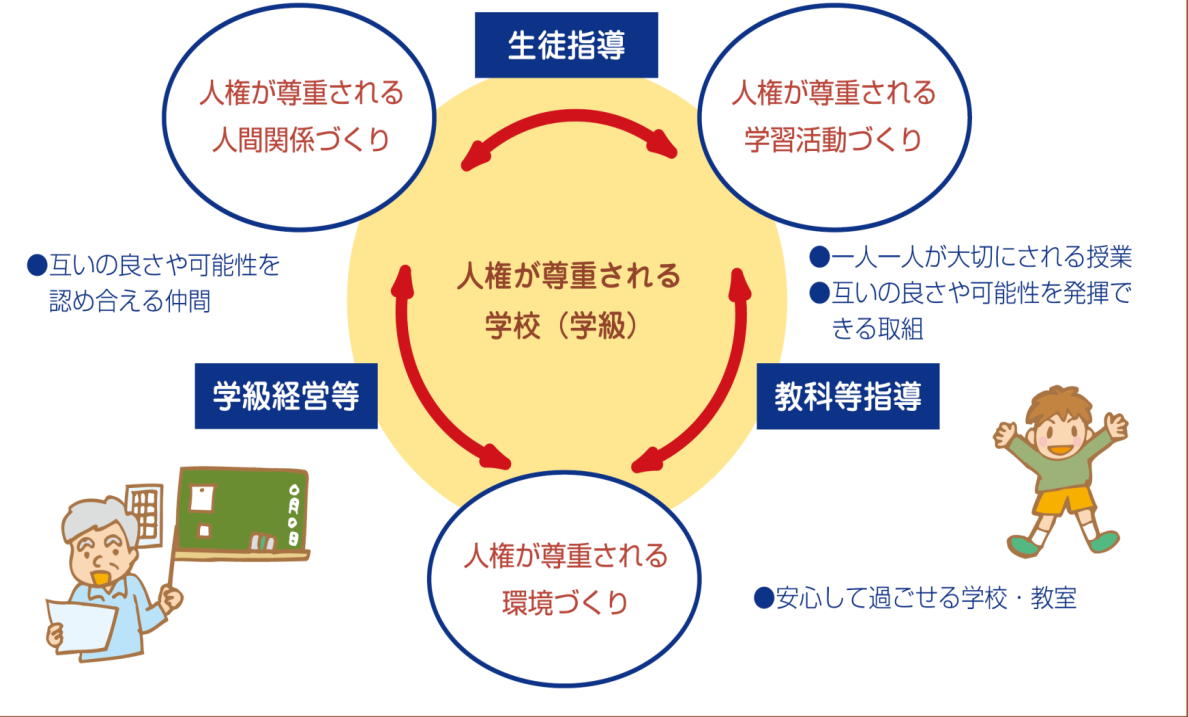 生徒指導
人権が尊重される
人間関係づくり
人権が尊重される
学習活動づくり
●互いの良さや可能性を
認め合える仲間
●一人一人が大切にされる授業
●互いの良さや可能性を発揮で
きる取組
人権が尊重される
学校（学級）
学級経営等
教科等指導
○月○日
人権が尊重される
環境づくり
●安心して過ごせる学校・教室